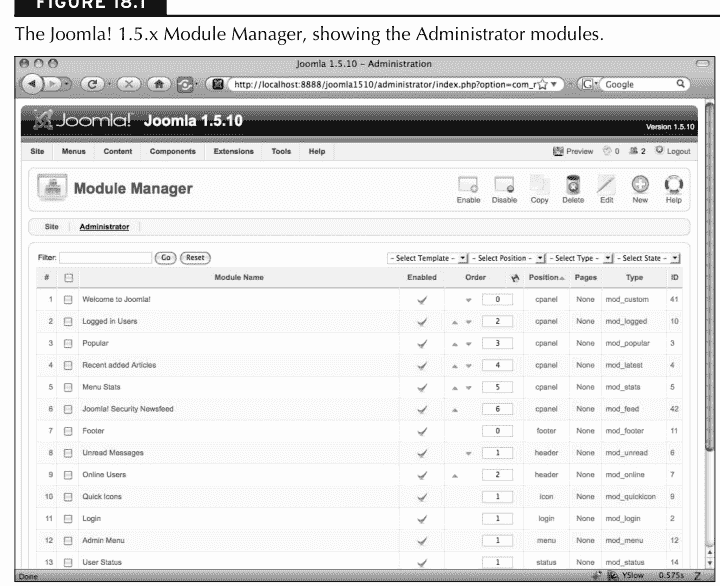 FIGURE 18.1
The Joomla! 1.5.x Module Manager, showing the Administrator modules.
Joomla 1.5.10 – Administration
http://localhost:8888/joomla1510/administrator/index.php?option=com_r
Google
Joomla! Joomla 1.5.10
Version 1.5.10
Site Menus Content Components Extensions Tools Help Preview 0 2 Logout
Module Manager
Enable Disable Copy Delete Edit New Help
Site Administrator
Filter: Go Reset - Select Template - - Select Position - - Select Type - - Select State -
# Module Name Enabled Order Position Pages Type ID
1 Welcome to Joomla! 0 cpanel None mod_custom 41
2 Logged in Users 2 cpanel None mod_logged 10
3 Popular 3 cpanel None mod_popular 3
4 Recent added Articles 4 cpanel None mod_latest 4
5 Menu Stats 5 cpanel None mod_stats 5
6 Joomla! Security Newsfeed 6 cpanel None mod_feed 42
7 Footer 0 footer None mod_footer 11
8 Unread Messages 1 header None mod_unread 6
9 Online Users 2 header None mod_online 7
10 Quick Icons 1 icon None mod_quickicon 9
11 Login 1 login None mod_login 2
12 Admin Menu 1 menu None mod_menu 12
13 User Status 1 status None mod_status 14
Done YSlow 0.575s